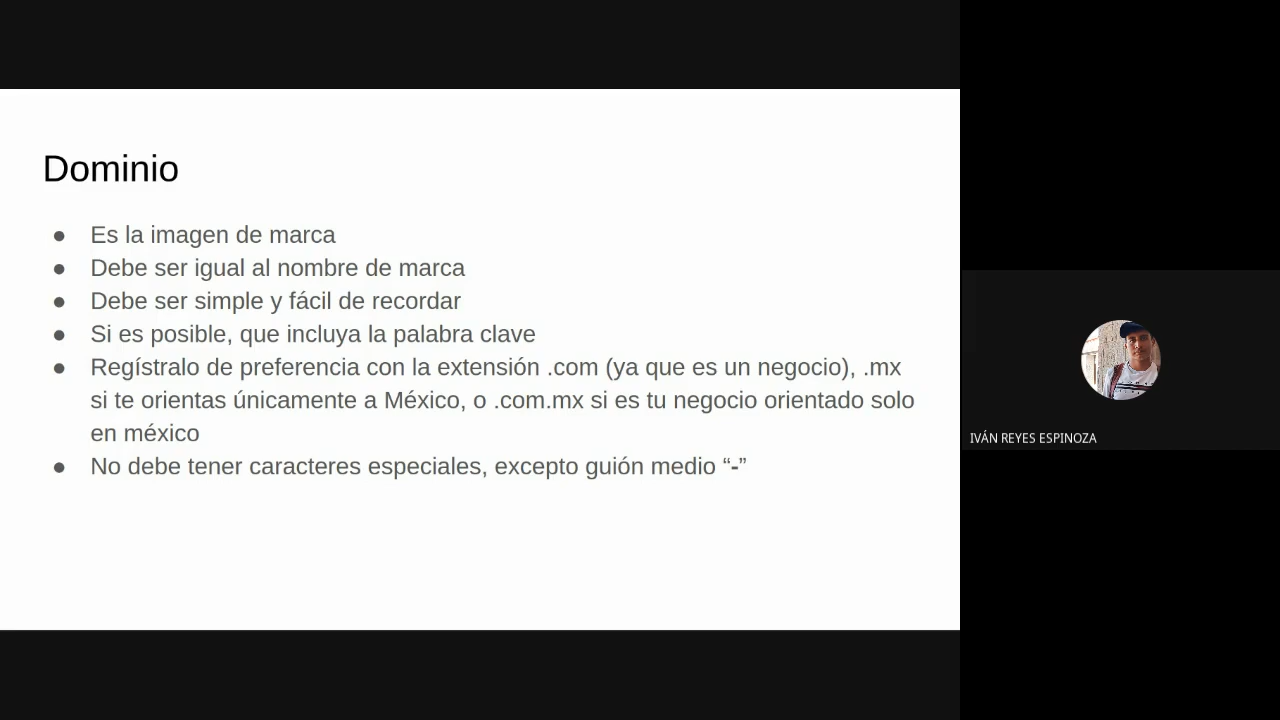 Dominio
● Es la imagen de marca
● Debe ser igual al nombre de marca
● Debe ser simple y fácil de recordar
● Si es posible, que incluya la palabra clave
● Regístralo de preferencia con la extensión .com (ya que es un negocio), .mx
si te orientas únicamente a México, o .com.mx si es tu negocio orientado solo
en méxico
● No debe tener caracteres especiales, excepto guión medio “-”
IVÁN REYES ESPINOZA